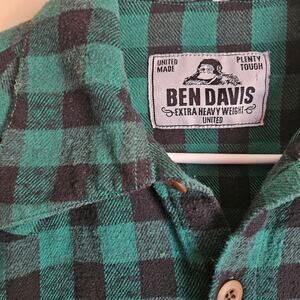 UNITED MADE
PLENTY TOUGH
BEN DAVIS
EXTRA HEAVY WEIGHT
UNITED